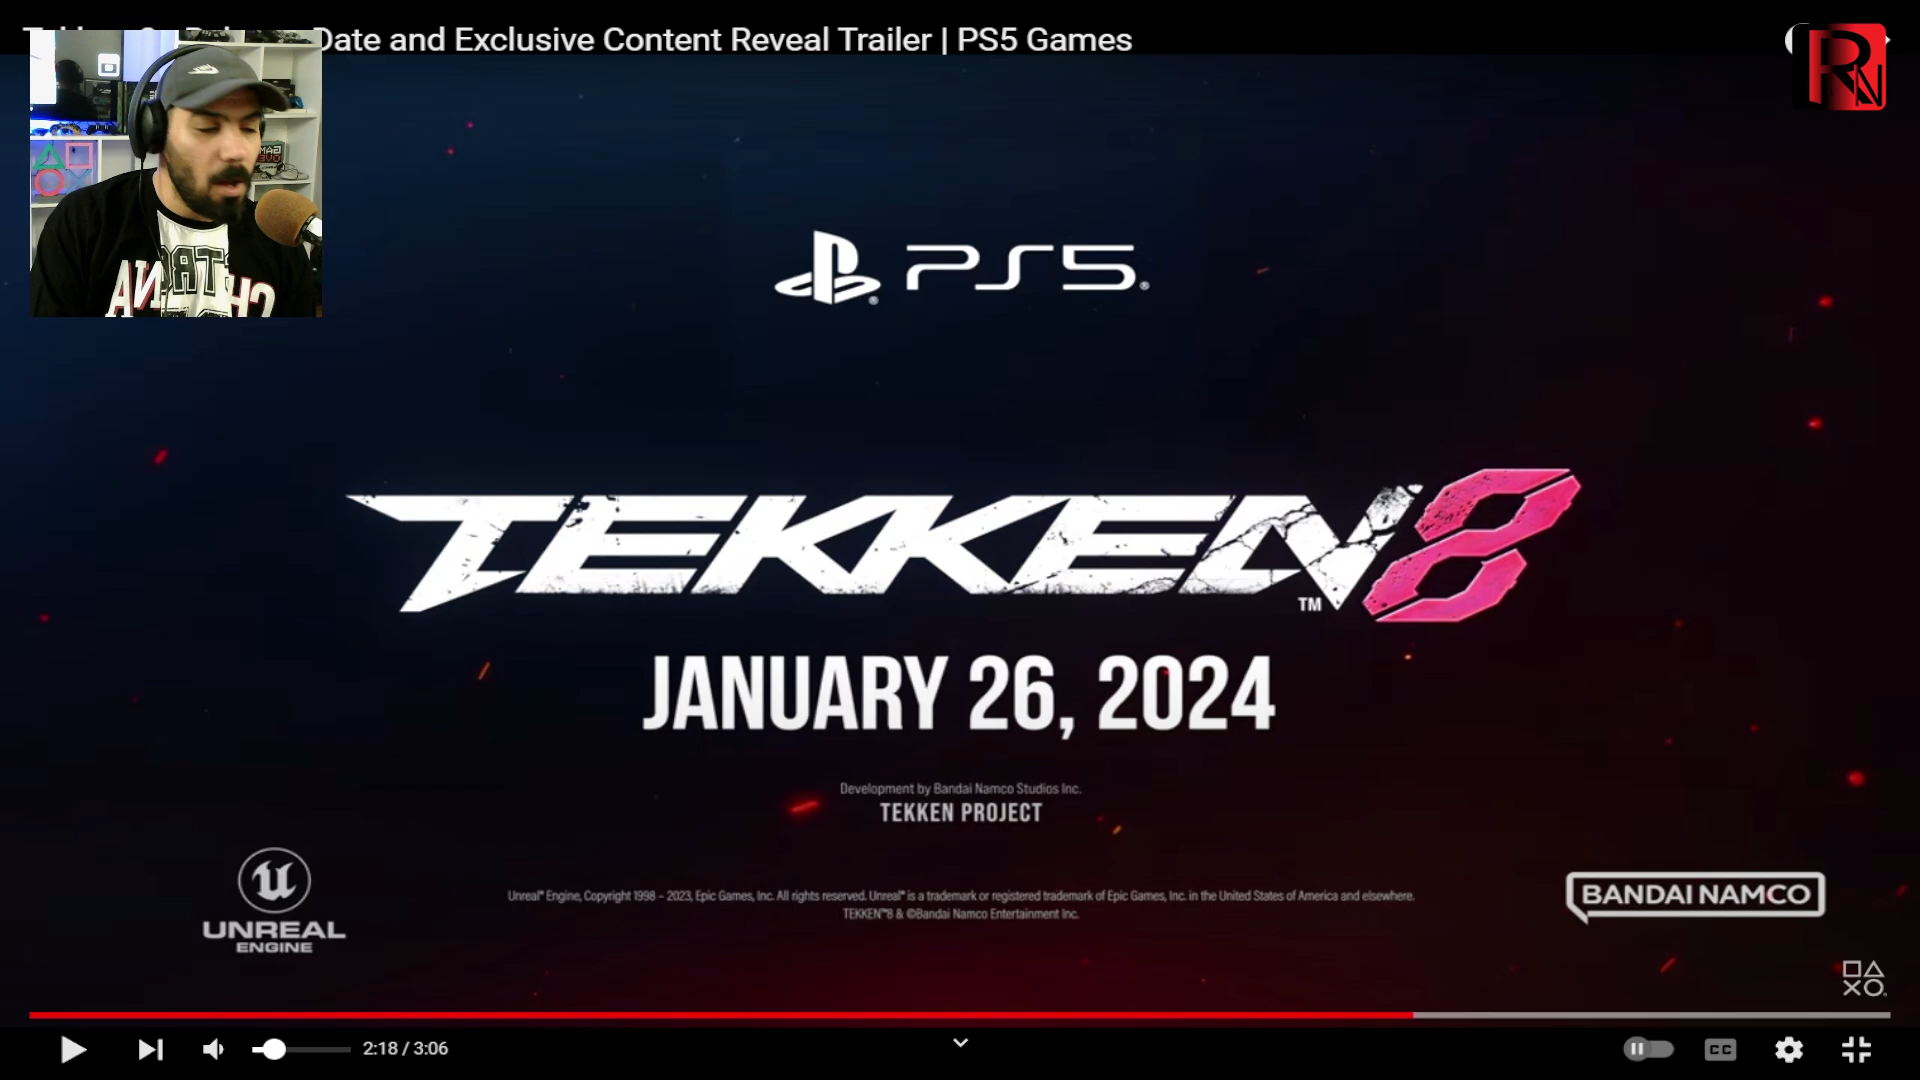 Date and Exclusive Content Reveal Trailer | PS5 Games
RN
PS5®
TEKKEN 8
TM
JANUARY 26, 2024
Development by Bandai Namco Studios Inc.
TEKKEN PROJECT
UNREAL
ENGINE
Unreal® Engine, Copyright 1998 – 2023, Epic Games, Inc. All rights reserved. Unreal® is a trademark or registered trademark of Epic Games, Inc. in the United States of America and elsewhere.
TEKKEN™8 & ©Bandai Namco Entertainment Inc.
BANDAI NAMCO
2:18 / 3:06
CC